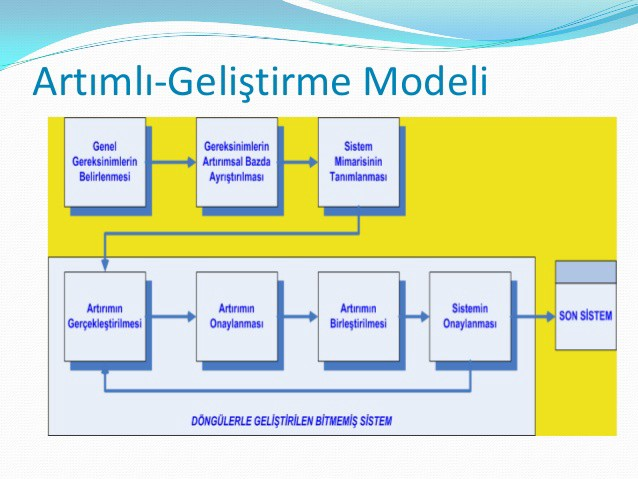 Artımlı-Geliştirme Modeli
Genel
Gereksinimlerin
Belirlenmesi
Gereksinimlerin
Artırımsal Bazda
Ayrıştırılması
Sistem
Mimarisinin
Tanımlanması
Artırımın
Gerçekleştirilmesi
Artırımın
Onaylanması
Artırımın
Birleştirilmesi
Sistemin
Onaylanması
SON SİSTEM
DÖNGÜLERLE GELİŞTİRİLEN BİTMEMİŞ SİSTEM